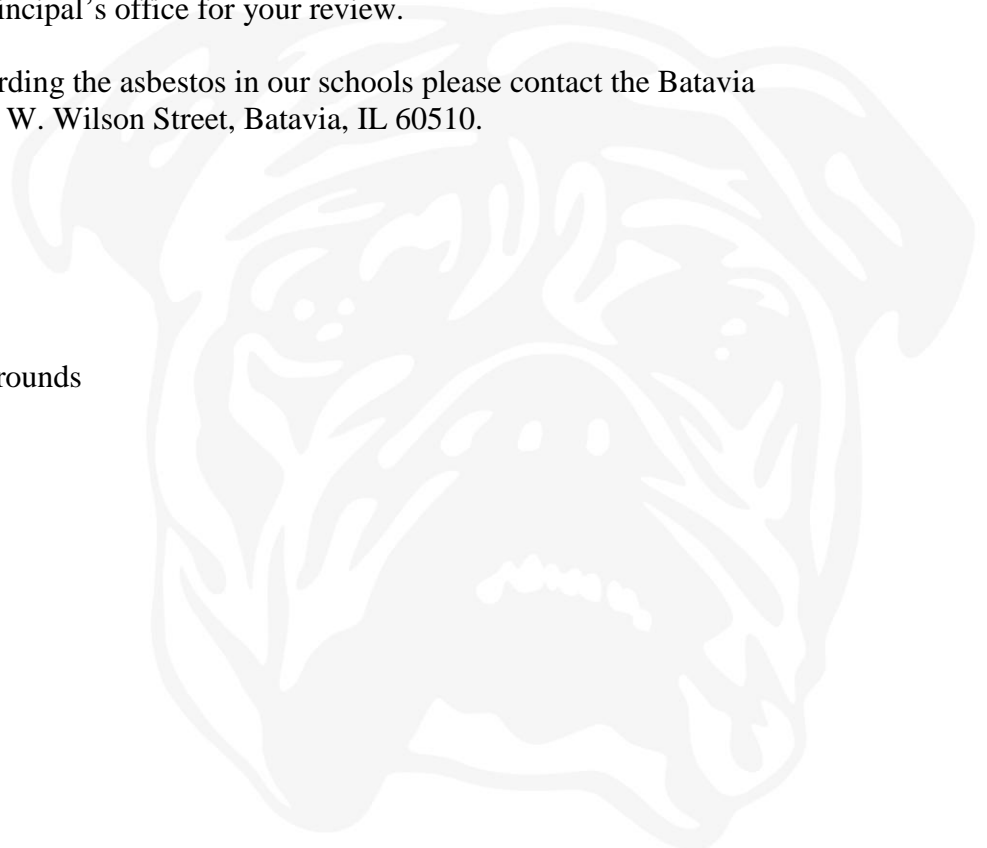 incipal’s office for your review.
rding the asbestos in our schools please contact the Batavia
W. Wilson Street, Batavia, IL 60510.
rounds